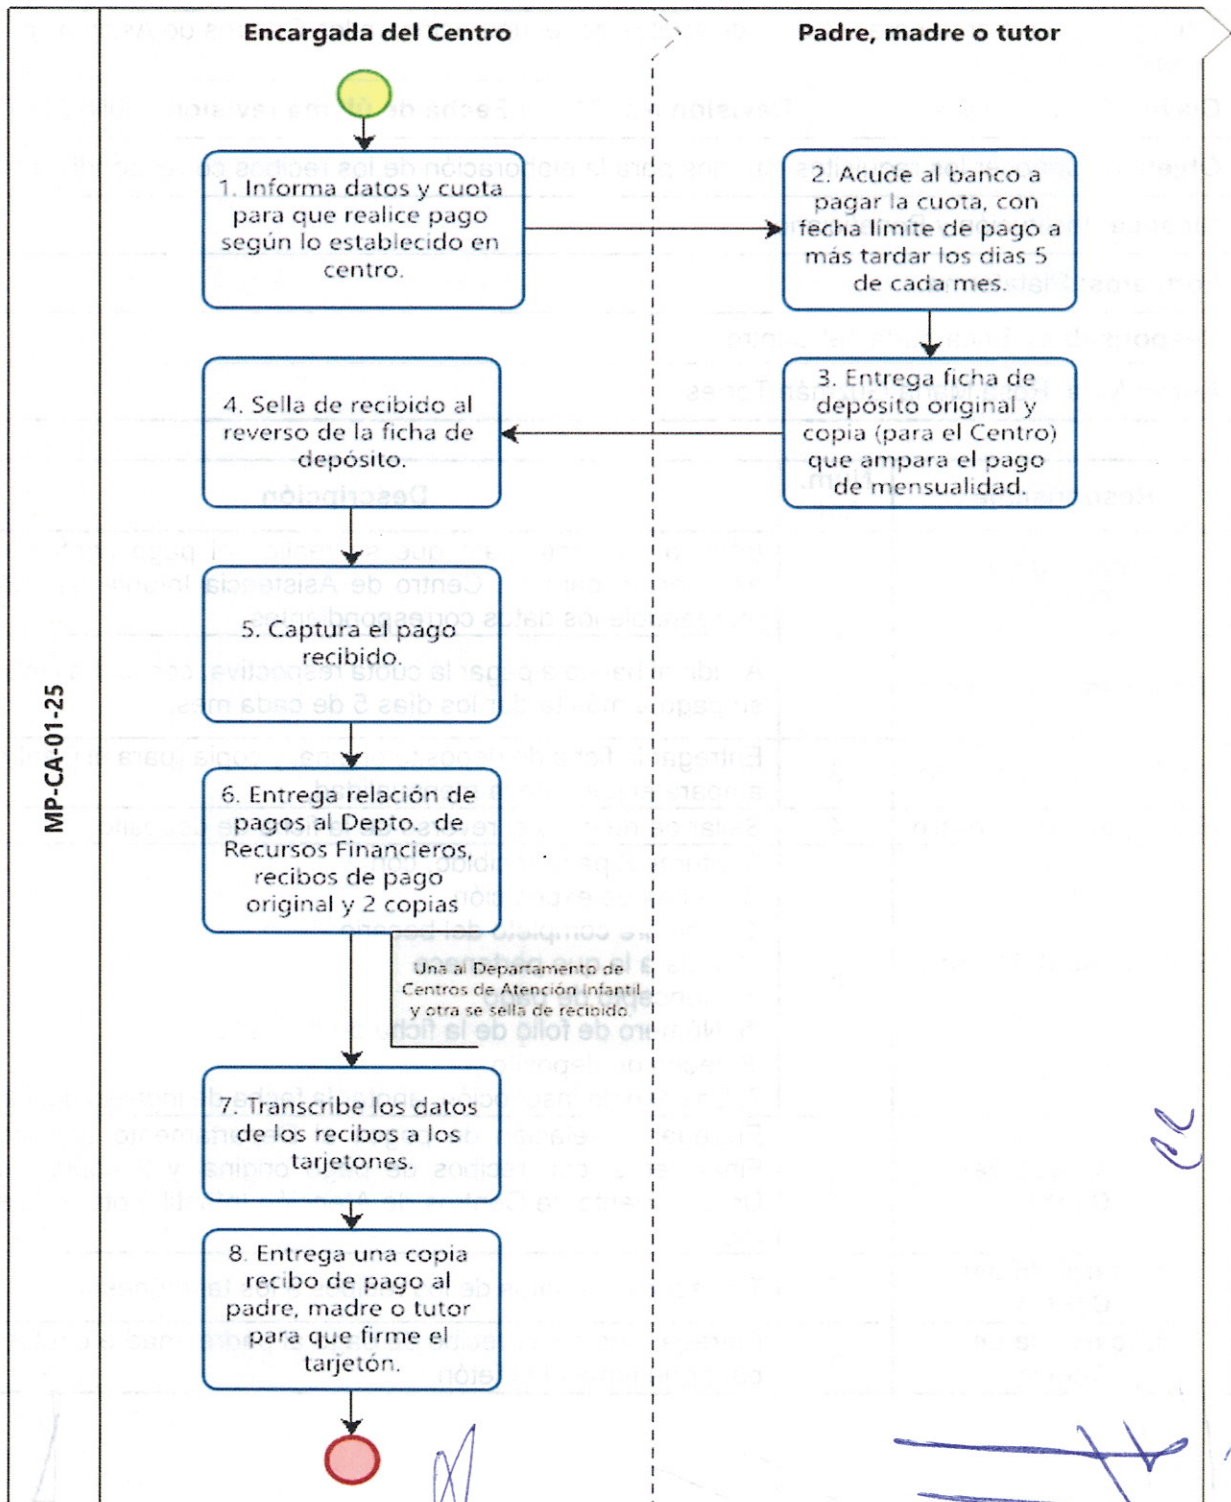 Encargada del Centro
Padre, madre o tutor
MP-CA-01-25
1. Informa datos y cuota
para que realice pago
según lo establecido en
centro.
2. Acude al banco a
pagar la cuota, con
fecha límite de pago a
más tardar los dias 5
de cada mes.
3. Entrega ficha de
depósito original y
copia (para el Centro)
que ampara el pago
de mensualidad.
4. Sella de recibido al
reverso de la ficha de
depósito.
5. Captura el pago
recibido.
6. Entrega relación de
pagos al Depto. de
Recursos Financieros,
recibos de pago
original y 2 copias
Una al Departamento de
Centros de Atención Infantil
y otra se sella de recibido.
7. Transcribe los datos
de los recibos a los
tarjetones.
8. Entrega una copia
recibo de pago al
padre, madre o tutor
para que firme el
tarjetón.